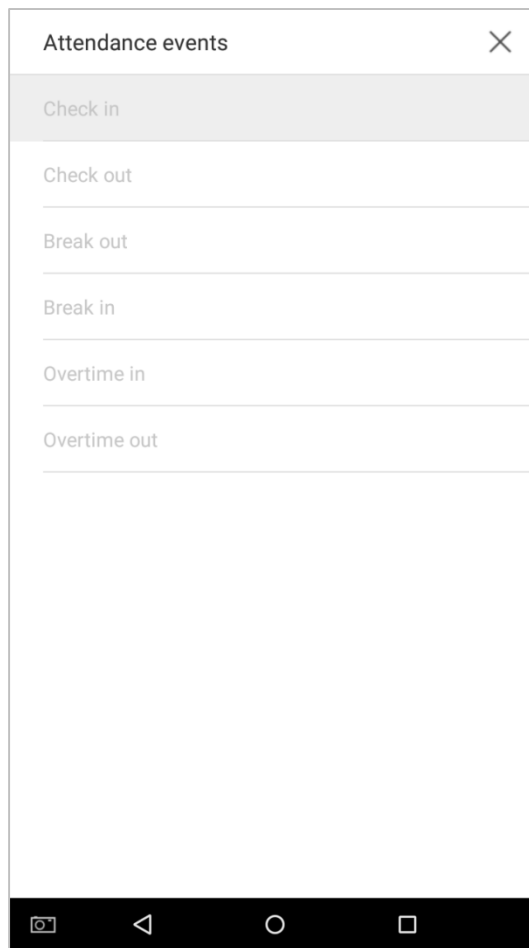 Attendance events
Check in
Check out
Break out
Break in
Overtime in
Overtime out